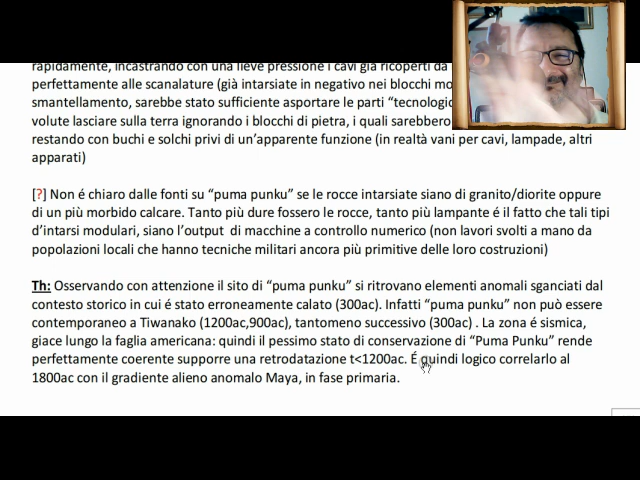 rapidamente, incastrando con una lieve pressione i cavi già ricoperti da
perfettamente alle scanalature (già intarsiate in negativo nei blocchi mo
smantellamento, sarebbe stato sufficiente asportare le parti “tecnologic
volute lasciare sulla terra ignorando i blocchi di pietra, i quali sarebbero
restando con buchi e solchi privi di un’apparente funzione (in realtà vani per cavi, lampade, altri
apparati)
[?] Non é chiaro dalle fonti su “puma punku” se le rocce intarsiate siano di granito/diorite oppure
di un più morbido calcare. Tanto più dure fossero le rocce, tanto più lampante é il fatto che tali tipi
d’intarsi modulari, siano l’output di macchine a controllo numerico (non lavori svolti a mano da
popolazioni locali che hanno tecniche militari ancora più primitive delle loro costruzioni)
Th: Osservando con attenzione il sito di “puma punku” si ritrovano elementi anomali sganciati dal
contesto storico in cui é stato erroneamente calato (300ac). Infatti “puma punku” non può essere
contemporaneo a Tiwanako (1200ac,900ac), tantomeno successivo (300ac) . La zona é sismica,
giace lungo la faglia americana: quindi il pessimo stato di conservazione di “Puma Punku” rende
perfettamente coerente supporre una retrodatazione t<1200ac. É quindi logico correlarlo al
1800ac con il gradiente alieno anomalo Maya, in fase primaria.